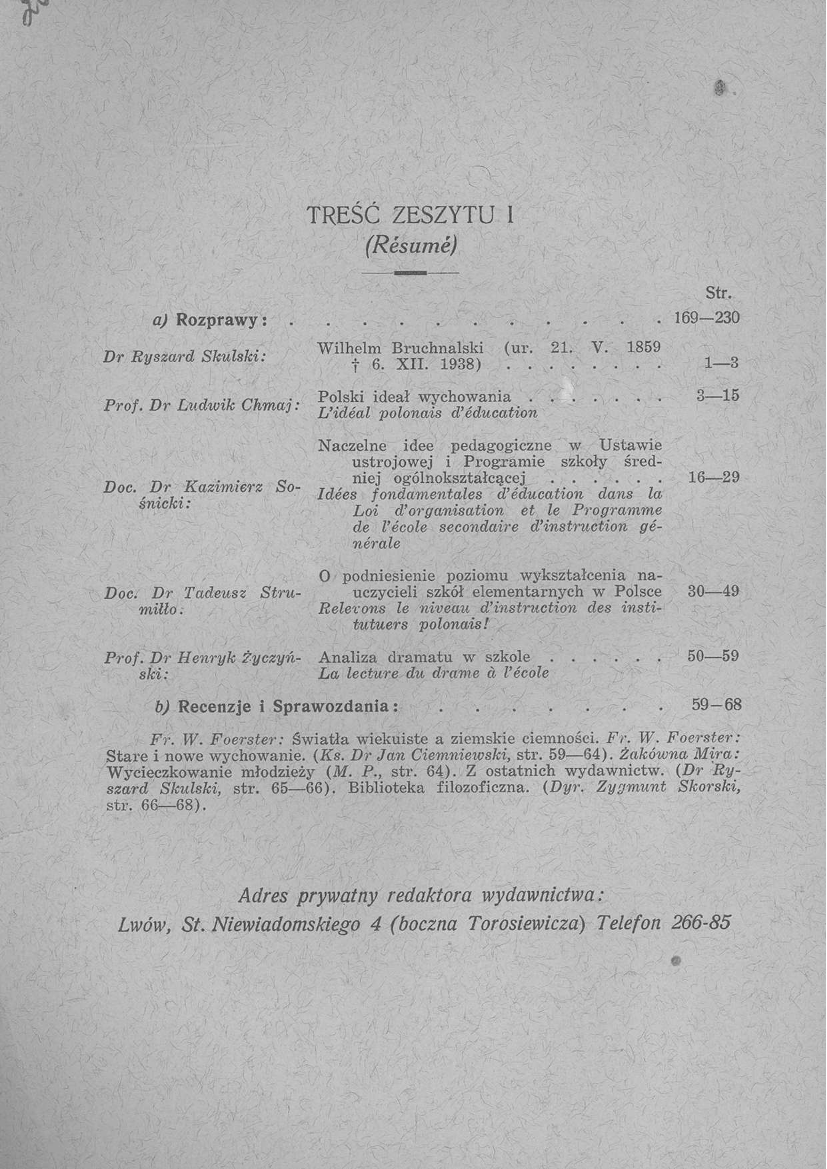 TREŚĆ ZESZYTU I
(Résumé)
Str.
a) Rozprawy: . . . . . . . . . . . 169—230
Dr Ryszard Skulski: Wilhelm Bruchnalski (ur. 21. V. 1859
† 6. XII. 1938) . . . . . . . . 1—3
Prof. Dr Ludwik Chmaj: Polski ideał wychowania . . . . . . . 3—15
L'idéal polonais d'éducation
Naczelne idee pedagogiczne w Ustawie
ustrojowej i Programie szkoły śred-
niej ogólnokształcącej . . . . . . 16—29
Doc. Dr Kazimierz So-
śnicki:
Idées fondamentales d'éducation dans la
Loi d'organisation et le Programme
de l'école secondaire d'instruction gé-
nérale
O podniesienie poziomu wykształcenia na-
Doc. Dr Tadeusz Stru- uczycieli szkół elementarnych w Polsce 30—49
miłło: Relevons le niveau d'instruction des insti-
tutuers polonais!
Prof. Dr Henryk Życzyń- Analiza dramatu w szkole . . . . . . 50—59
ski: La lecture du drame à l'école
b) Recenzje i Sprawozdania: . . . . . . . 59—68
Fr. W. Foerster: Światła wiekuiste a ziemskie ciemności. Fr. W. Foerster:
Stare i nowe wychowanie. (Ks. Dr Jan Ciemniewski, str. 59—64). Żakówna Mira:
Wycieczkowanie młodzieży (M. P., str. 64). Z ostatnich wydawnictw. (Dr Ry-
szard Skulski, str. 65—66). Biblioteka filozoficzna. (Dyr. Zygmunt Skorski,
str. 66—68).
Adres prywatny redaktora wydawnictwa:
Lwów, St. Niewiadomskiego 4 (boczna Torosiewicza) Telefon 266-85